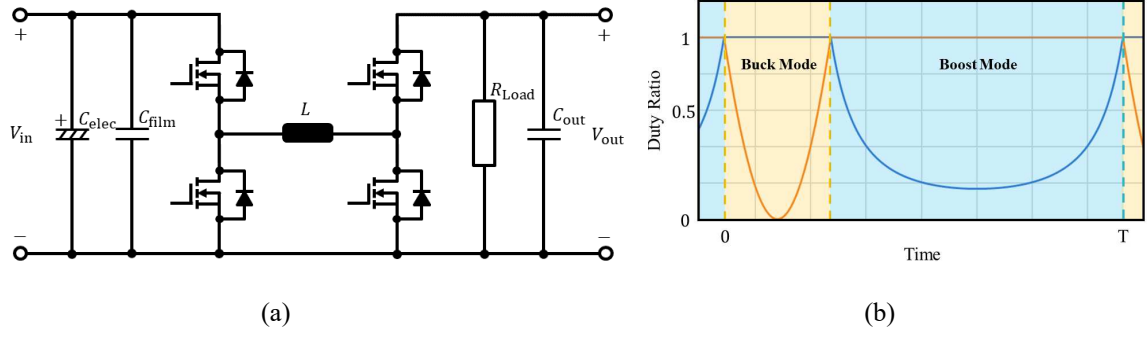 +
+
+
C_elec
C_film
V_in
L
R_Load
C_out
V_out
−
−
(a)
Duty Ratio
1
0.5
0
Buck Mode
Boost Mode
0
T
Time
(b)